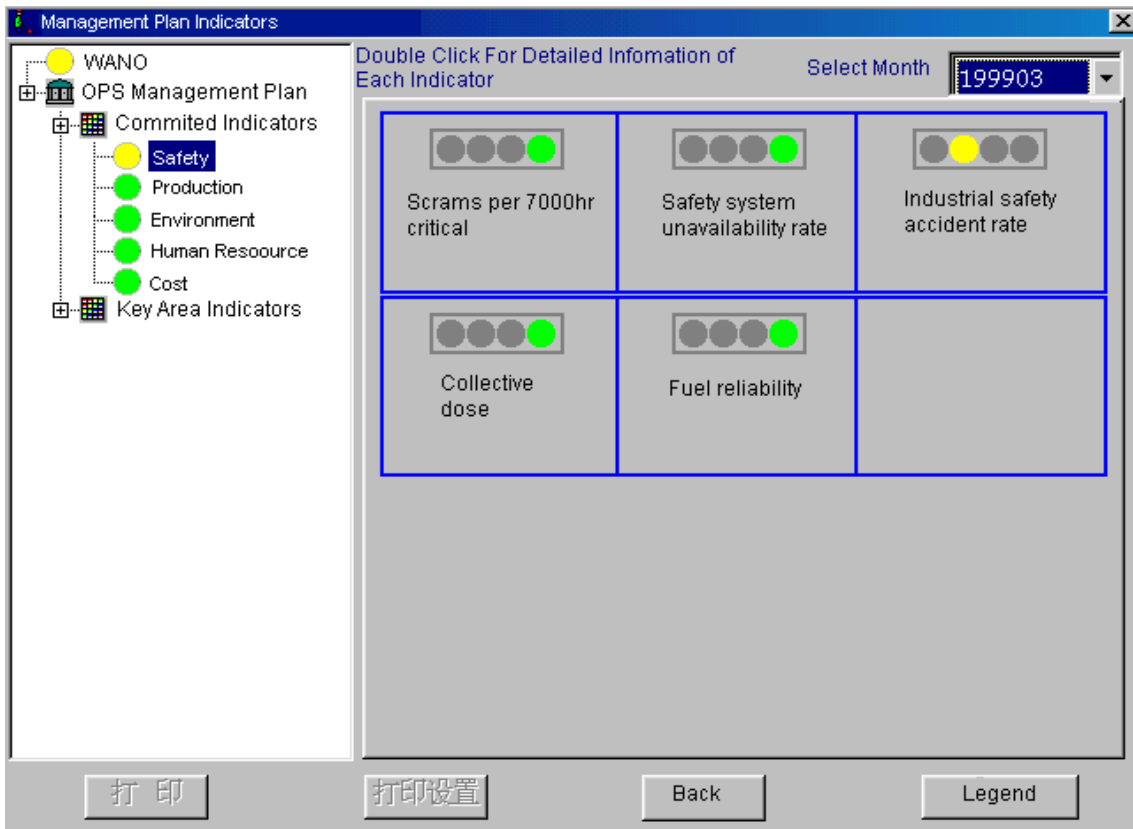 Management Plan Indicators
WANO
OPS Management Plan
Commited Indicators
Safety
Production
Environment
Human Resoource
Cost
Key Area Indicators
Double Click For Detailed Infomation of
Each Indicator
Select Month
199903
Scrams per 7000hr
critical
Safety system
unavailability rate
Industrial safety
accident rate
Collective
dose
Fuel reliability
打 印
打印设置
Back
Legend